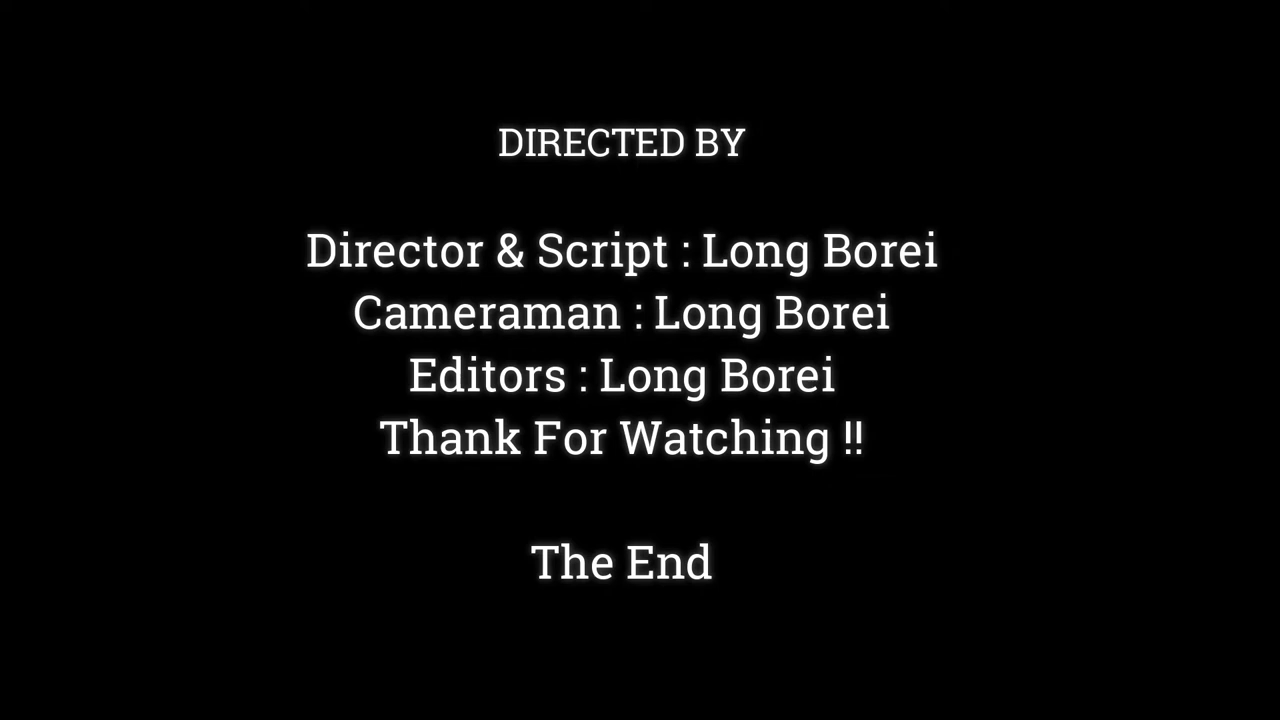 DIRECTED BY
Director & Script : Long Borei
Cameraman : Long Borei
Editors : Long Borei
Thank For Watching !!
The End